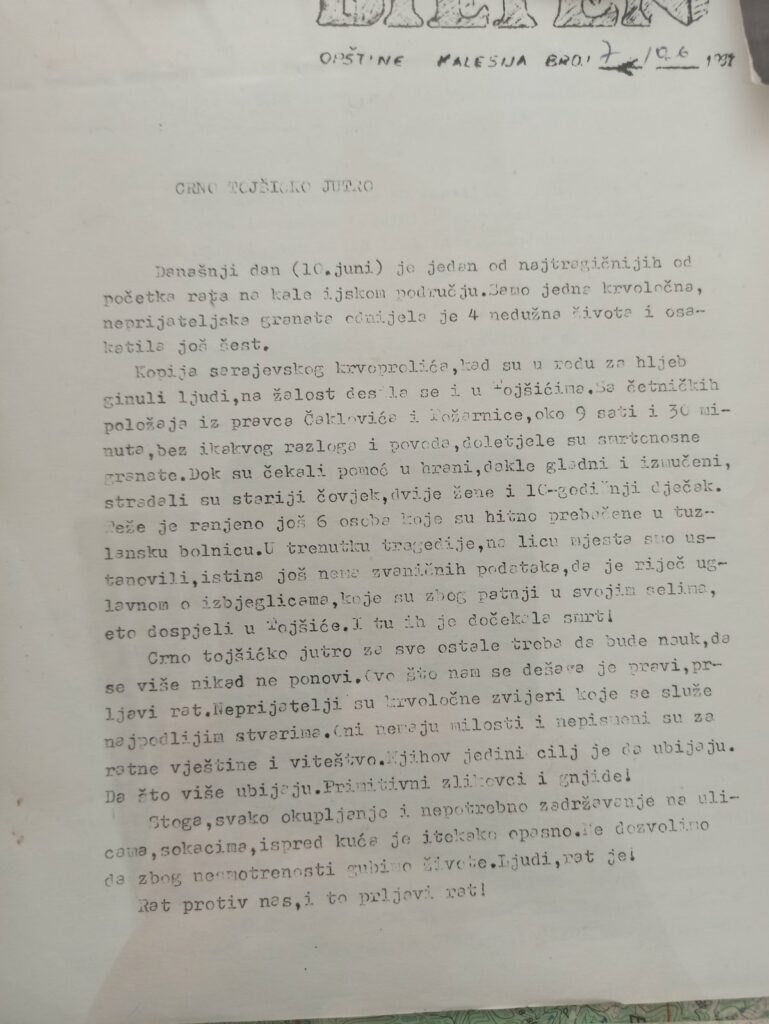 BILTEN
OPŠTINE KALESIJA BROJ 7 / 10.6 1992
CRNO TOJŠIĆKO JUTRO
Današnji dan (10.juni) je jedan od najtragičnijih od
početka rata na kale ijskom području.Samo jedna krvoločna,
neprijateljska granata odnijela je 4 nedužna života i osa-
katila još šest.
Kopija sarajevskog krvoprolića,kad su u redu za hljeb
ginuli ljudi,na žalost desila se i u Tojšićima.Sa četničkih
položaja iz pravca Čaklovića i Požarnice,oko 9 sati i 30 mi-
nuta,bez ikakvog razloga i povoda,doletjele su smrtonosne
granate.Dok su čekali pomoć u hrani,dakle gladni i izmučeni,
stradali su stariji čovjek,dvije žene i 10-godišnji dječak.
Teže je ranjeno još 6 osoba koje su hitno prebačene u tuz-
lansku bolnicu.U trenutku tragedije,na licu mjesta smo us-
tanovili,istina još nema zvaničnih podataka,da je riječ ug-
lavnom o izbjeglicama,koje su zbog patnji u svojim selima,
eto dospjeli u Tojšiće.I tu ih je dočekala smrt!
Crno tojšićko jutro za sve ostale treba da bude nauk,da
se više nikad ne ponovi.Ovo što nam se dešava je pravi,pr-
ljavi rat.Neprijatelji su krvoločne zvijeri koje se služe
najpodlijim stvarima.Oni nemaju milosti i nepismeni su za
ratne vještine i viteštvo.Njihov jedini cilj je da ubijaju.
Da što više ubijaju.Primitivni zlikovci i gnjide!
Stoga,svako okupljanje i nepotrebno zadržavanje na uli-
cama,sokacima,ispred kuća je itekako opasno.Ne dozvolimo
da zbog neosmotrenosti gubimo živote.Ljudi,rat je!
Rat protiv nas,i to prljavi rat!